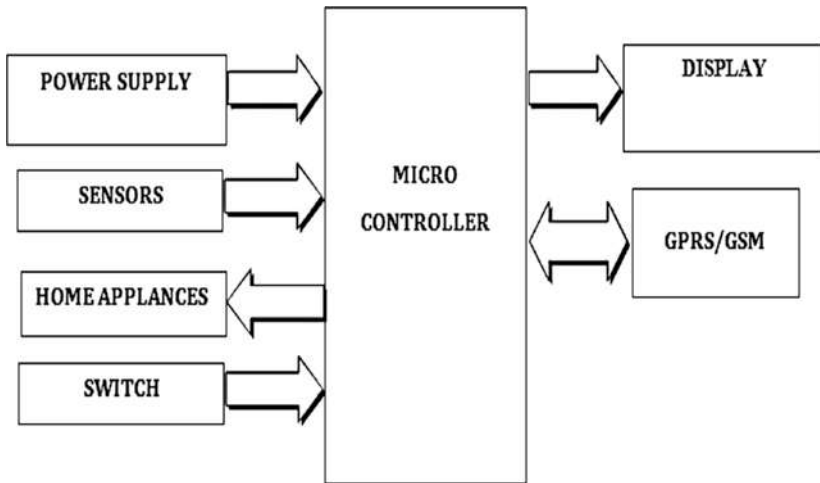 POWER SUPPLY
SENSORS
HOME APPLANCES
SWITCH
MICRO
CONTROLLER
DISPLAY
GPRS/GSM